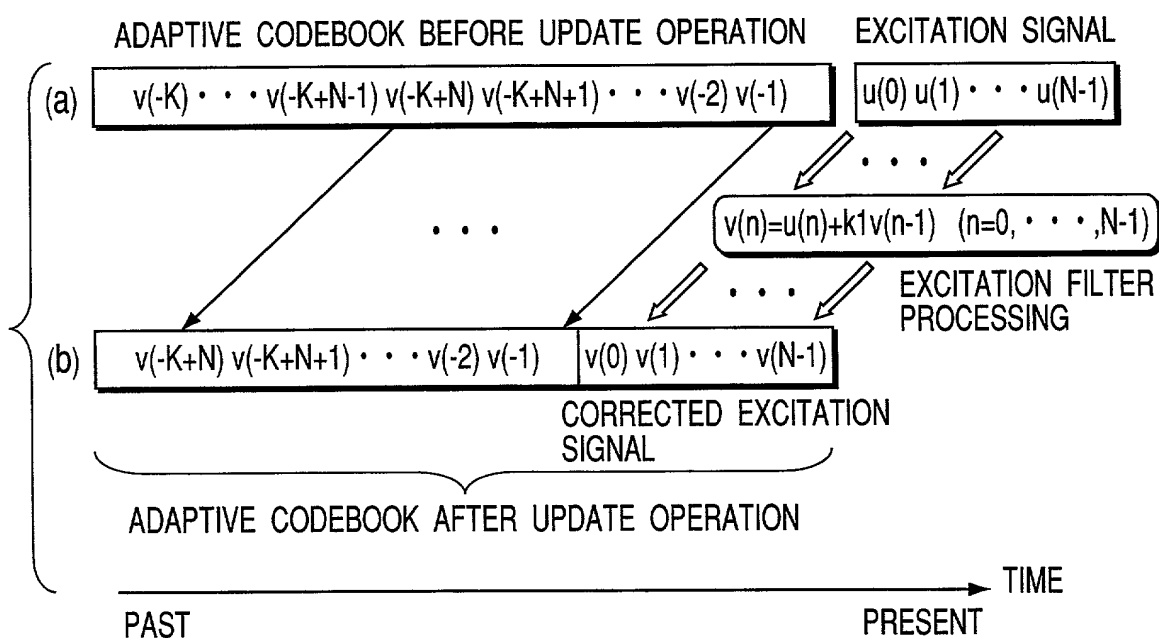 ADAPTIVE CODEBOOK BEFORE UPDATE OPERATION
EXCITATION SIGNAL
(a)
v(-K) · · · v(-K+N-1) v(-K+N) v(-K+N+1) · · · v(-2) v(-1)
u(0) u(1) · · · u(N-1)
v(n)=u(n)+k1v(n-1) (n=0, · · · ,N-1)
EXCITATION FILTER
PROCESSING
(b)
v(-K+N) v(-K+N+1) · · · v(-2) v(-1)
v(0) v(1) · · · v(N-1)
CORRECTED EXCITATION
SIGNAL
ADAPTIVE CODEBOOK AFTER UPDATE OPERATION
TIME
PAST
PRESENT